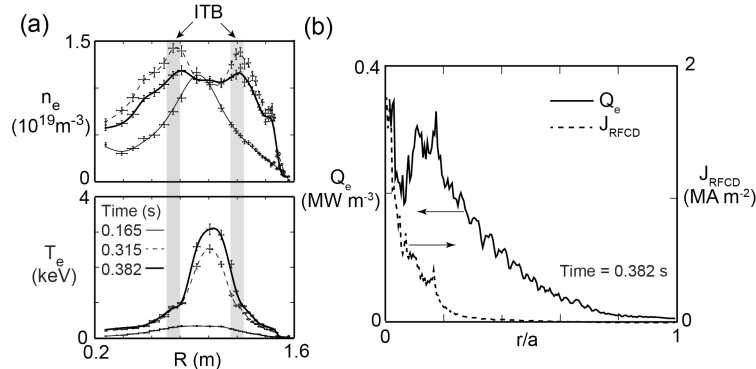 (a)
ITB
1.5
n_e
(10^19 m^-3)
0
4
Time (s)
0.165
0.315
0.382
T_e
(keV)
0
0.2
R (m)
1.6
(b)
0.4
2
Q_e
J_RFCD
Q_e
(MW m^-3)
J_RFCD
(MA m^-2)
Time = 0.382 s
0
0
0
r/a
1